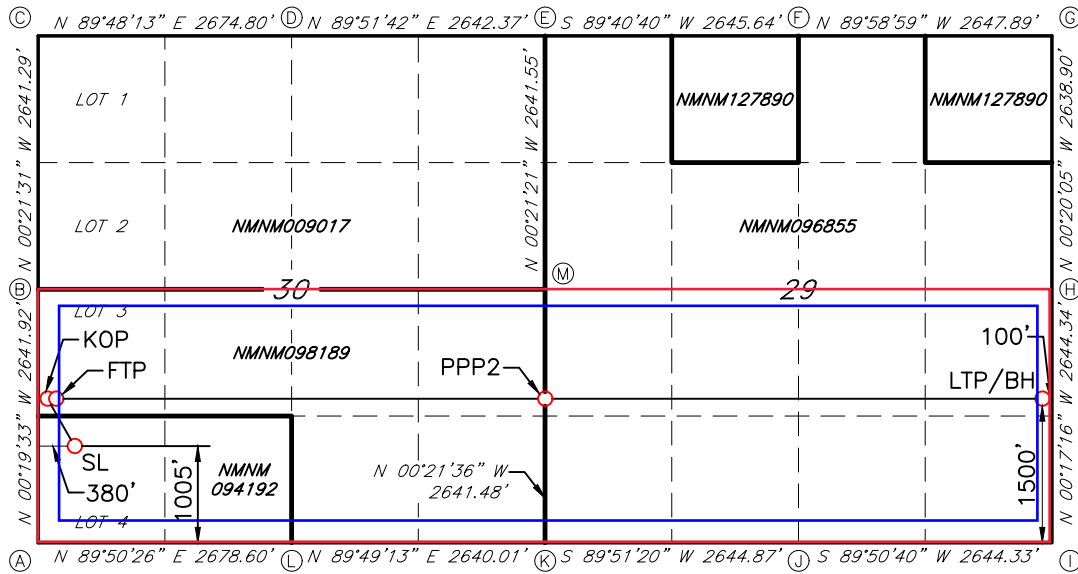 C N 89°48'13" E 2674.80' D N 89°51'42" E 2642.37' E S 89°40'40" W 2645.64' F N 89°58'59" W 2647.89' G
N 00°21'31" W 2641.29'
N 00°21'21" W 2641.55'
N 00°20'05" W 2638.90'
LOT 1
NMNM127890
NMNM127890
LOT 2
NMNM009017
NMNM096855
M
B
30
29
H
LOT 3
KOP
FTP
NMNM098189
PPP2
100'
LTP/BH
N 00°19'33" W 2641.92'
N 00°17'16" W 2644.34'
SL
380'
1005'
NMNM
094192
N 00°21'36" W
2641.48'
1500'
LOT 4
A N 89°50'26" E 2678.60' L N 89°49'13" E 2640.01' K S 89°51'20" W 2644.87' J S 89°50'40" W 2644.33' I